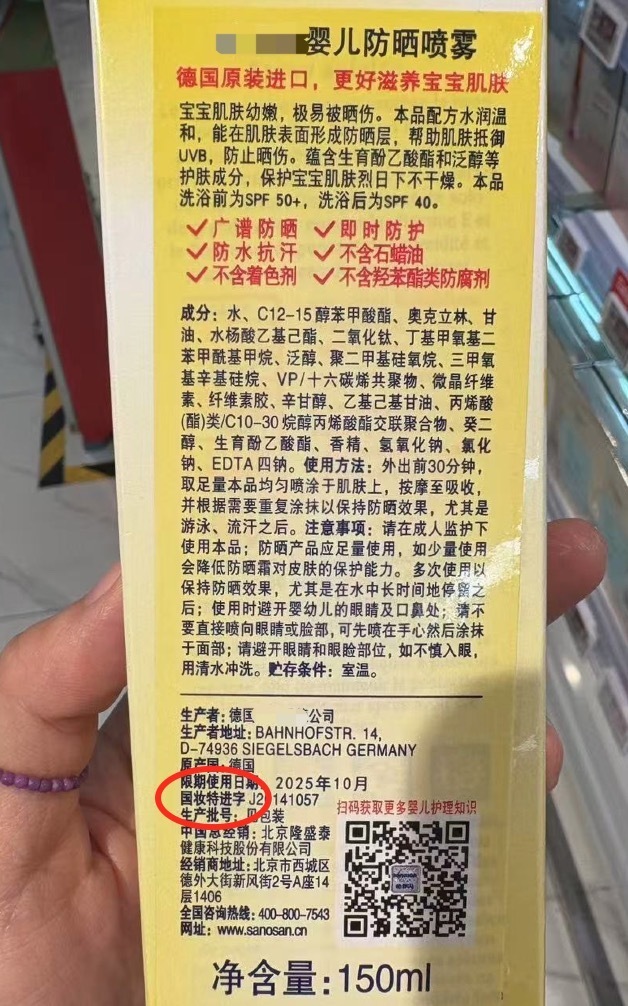 婴儿防晒喷雾
德国原装进口，更好滋养宝宝肌肤
宝宝肌肤幼嫩，极易被晒伤。本品配方水润温
和，能在肌肤表面形成防晒层，帮助肌肤抵御
UVB，防止晒伤。蕴含生育酚乙酸酯和泛醇等
护肤成分，保护宝宝肌肤烈日下不干燥。本品
洗浴前为SPF 50+，洗浴后为SPF 40。
✓广谱防晒 ✓即时防护
✓防水抗汗 ✓不含石蜡油
✓不含着色剂 ✓不含羟苯酯类防腐剂
成分：水、C12-15醇苯甲酸酯、奥克立林、甘
油、水杨酸乙基己酯、二氧化钛、丁基甲氧基二
苯甲酰基甲烷、泛醇、聚二甲基硅氧烷、三甲氧
基辛基硅烷、VP/十六碳烯共聚物、微晶纤维
素、纤维素胶、辛甘醇、乙基己基甘油、丙烯酸
(酯)类/C10-30烷醇丙烯酸酯交联聚合物、癸二
醇、生育酚乙酸酯、香精、氢氧化钠、氯化
钠、EDTA 四钠。使用方法：外出前30分钟，
取足量本品均匀喷涂于肌肤上，按摩至吸收，
并根据需要重复涂抹以保持防晒效果，尤其是
游泳、流汗之后。注意事项：请在成人监护下
使用本品；防晒产品应足量使用，如少量使用
会降低防晒霜对皮肤的保护能力。多次使用以
保持防晒效果，尤其是在水中长时间地停留之
后；使用时避开婴幼儿的眼睛及口鼻处；请不
要直接喷向眼睛或脸部，可先喷在手心然后涂抹
于面部；请避开眼睛和眼睑部位，如不慎入眼，
用清水冲洗。贮存条件：室温。
生产者：德国 公司
生产者地址：BAHNHOFSTR. 14,
D-74936 SIEGELSBACH GERMANY
原产国：德国
限期使用日期：2025年10月
国妆特进字 J2 141057
生产批号：见包装
中国总经销：北京隆盛泰
健康科技股份有限公司
经销商地址：北京市西城区
德外大街新风街2号A座14
层1406
全国咨询热线：400-800-7543
网址：www.sanosan.cn
扫码获取更多婴儿护理知识
净含量：150ml